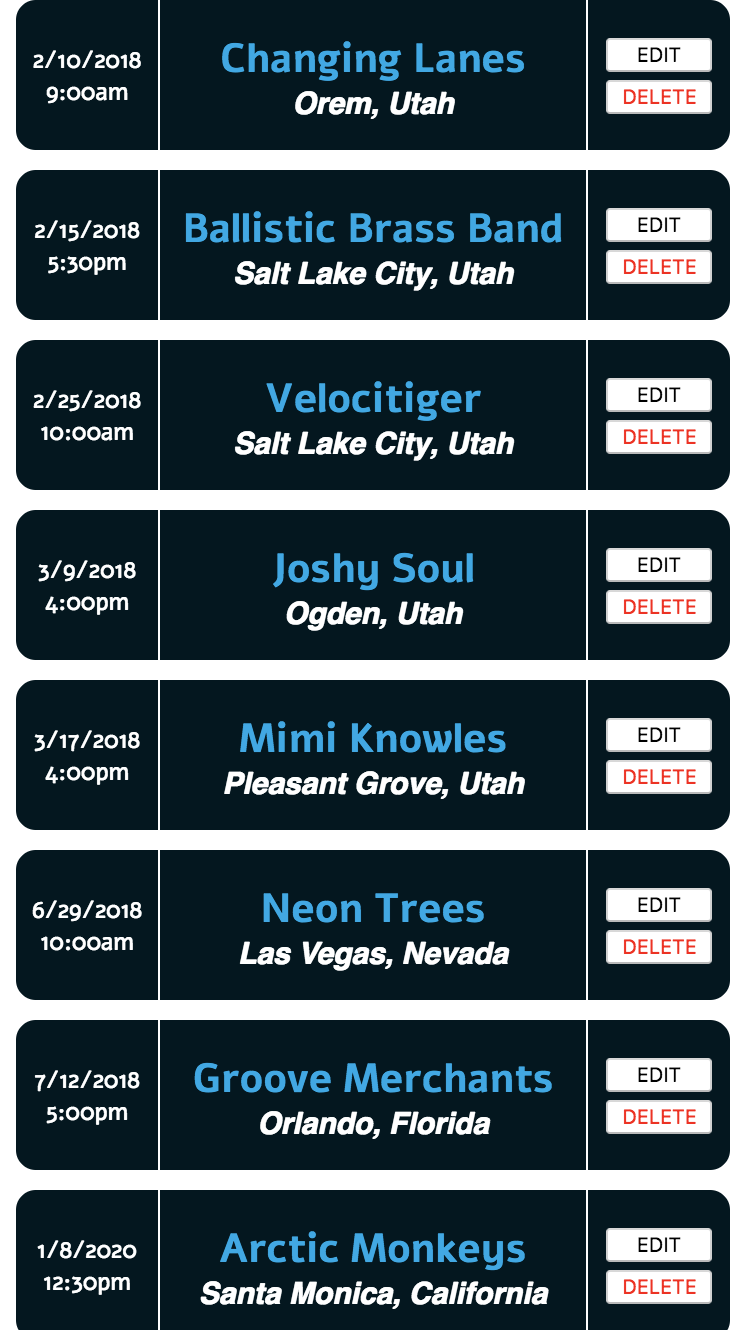 2/10/2018
9:00am
Changing Lanes
Orem, Utah
EDIT
DELETE
2/15/2018
5:30pm
Ballistic Brass Band
Salt Lake City, Utah
EDIT
DELETE
2/25/2018
10:00am
Velocitiger
Salt Lake City, Utah
EDIT
DELETE
3/9/2018
4:00pm
Joshy Soul
Ogden, Utah
EDIT
DELETE
3/17/2018
4:00pm
Mimi Knowles
Pleasant Grove, Utah
EDIT
DELETE
6/29/2018
10:00am
Neon Trees
Las Vegas, Nevada
EDIT
DELETE
7/12/2018
5:00pm
Groove Merchants
Orlando, Florida
EDIT
DELETE
1/8/2020
12:30pm
Arctic Monkeys
Santa Monica, California
EDIT
DELETE